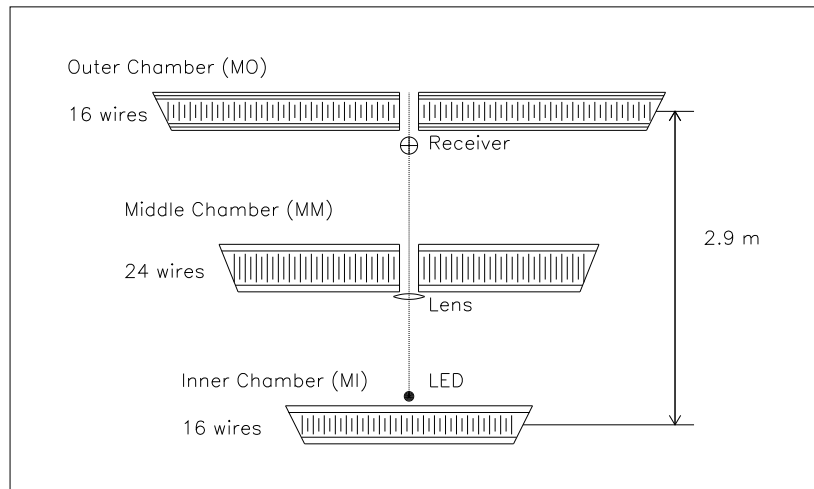 Outer Chamber (MO)
16 wires
Receiver
Middle Chamber (MM)
2.9 m
24 wires
Lens
Inner Chamber (MI)
LED
16 wires